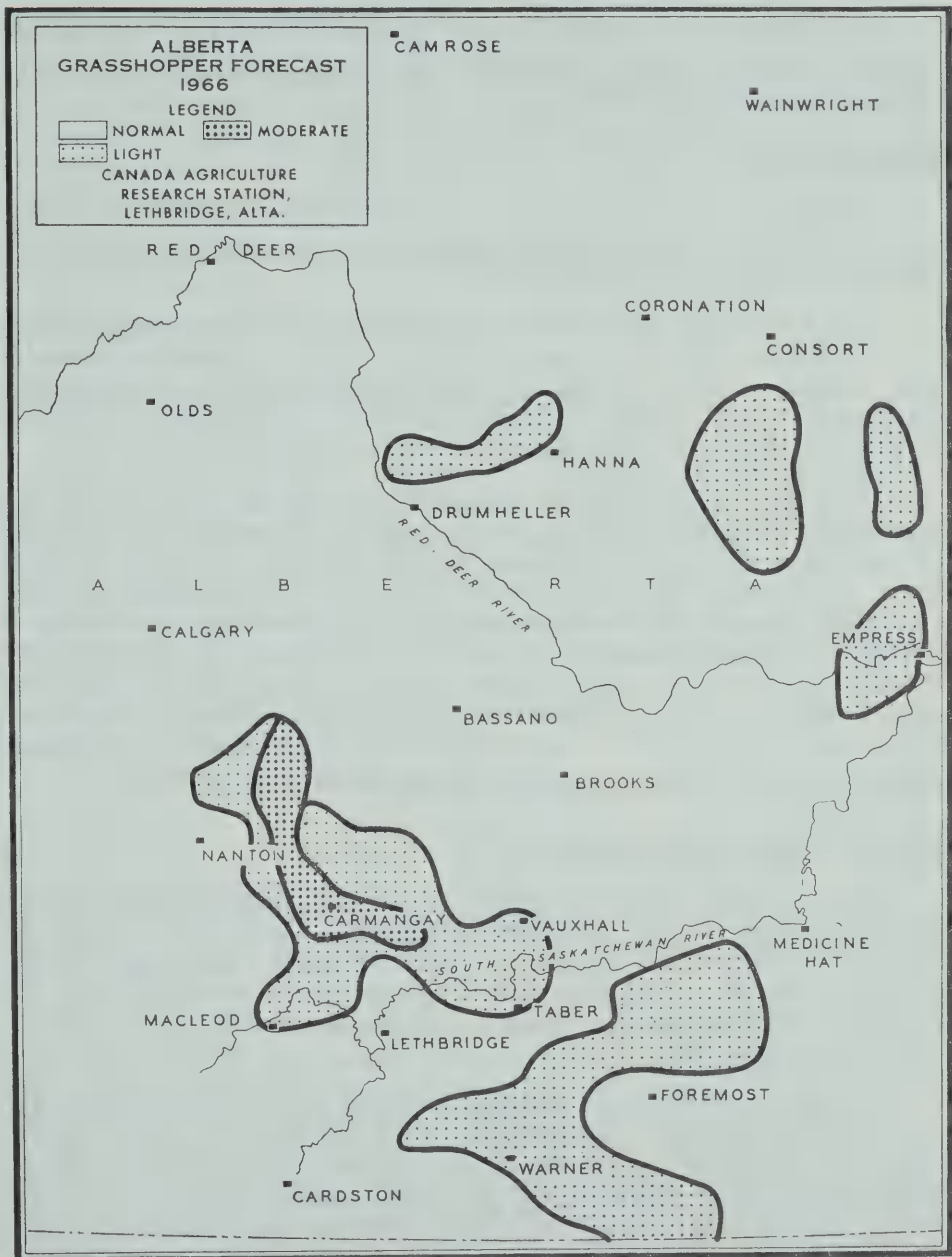 ALBERTA
GRASSHOPPER FORECAST
1966
LEGEND
NORMAL MODERATE
LIGHT
CANADA AGRICULTURE
RESEARCH STATION,
LETHBRIDGE, ALTA.
CAMROSE
WAINWRIGHT
RED DEER
CORONATION
CONSORT
OLDS
HANNA
DRUMHELLER
RED DEER RIVER
A L B E R T A
CALGARY
EMPRESS
BASSANO
BROOKS
NANTON
CARMANGAY
VAUXHALL
SOUTH SASKATCHEWAN RIVER
MEDICINE
HAT
TABER
MACLEOD
LETHBRIDGE
FOREMOST
WARNER
CARDSTON